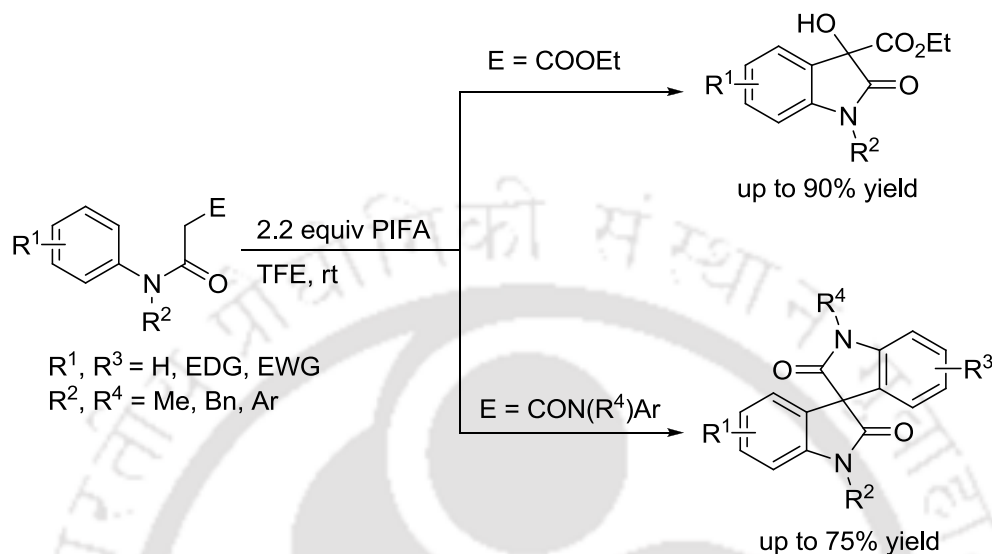 HO
CO₂Et
E = COOEt
R¹
O
N
R²
up to 90% yield
E
R¹
2.2 equiv PIFA
N
O
TFE, rt
R²
R⁴
N
R¹, R³ = H, EDG, EWG
O
R³
R², R⁴ = Me, Bn, Ar
E = CON(R⁴)Ar
R¹
O
N
R²
up to 75% yield